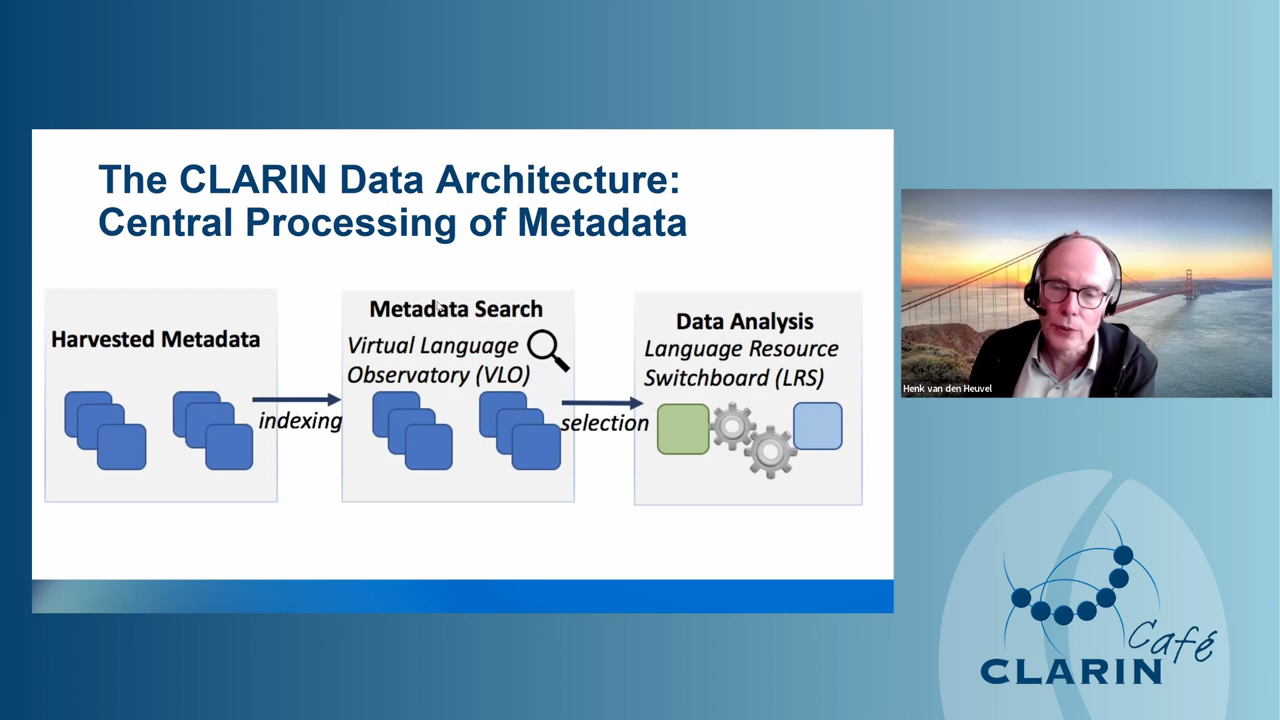 The CLARIN Data Architecture:
Central Processing of Metadata
Harvested Metadata
indexing
Metadata Search
Virtual Language
Observatory (VLO)
selection
Data Analysis
Language Resource
Switchboard (LRS)
Henk van den Heuvel
Café
CLARIN